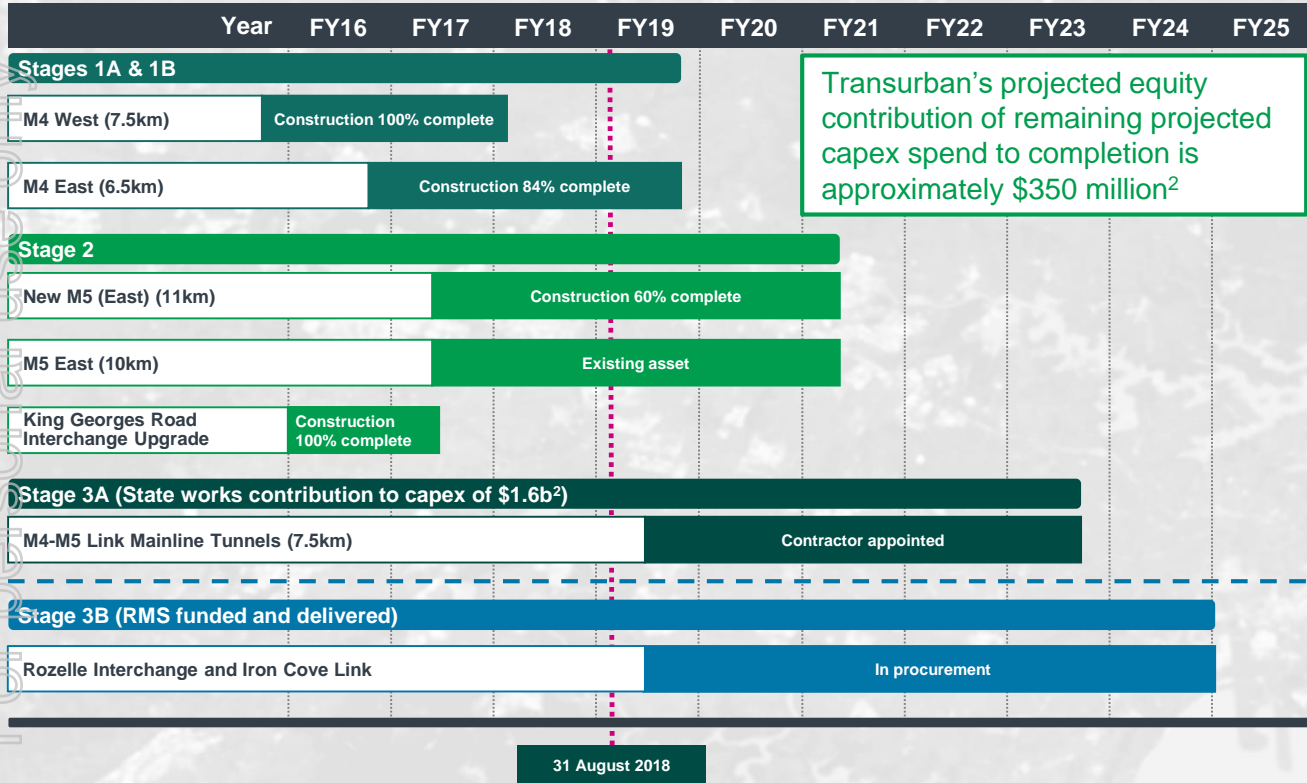 Year FY16 FY17 FY18 FY19 FY20 FY21 FY22 FY23 FY24 FY25
Stages 1A & 1B
Transurban's projected equity
contribution of remaining projected
capex spend to completion is
approximately $350 million2
M4 West (7.5km) Construction 100% complete
M4 East (6.5km) Construction 84% complete
Stage 2
New M5 (East) (11km) Construction 60% complete
M5 East (10km) Existing asset
King Georges Road
Interchange Upgrade
Construction
100% complete
Stage 3A (State works contribution to capex of $1.6b2)
M4-M5 Link Mainline Tunnels (7.5km) Contractor appointed
Stage 3B (RMS funded and delivered)
Rozelle Interchange and Iron Cove Link In procurement
31 August 2018